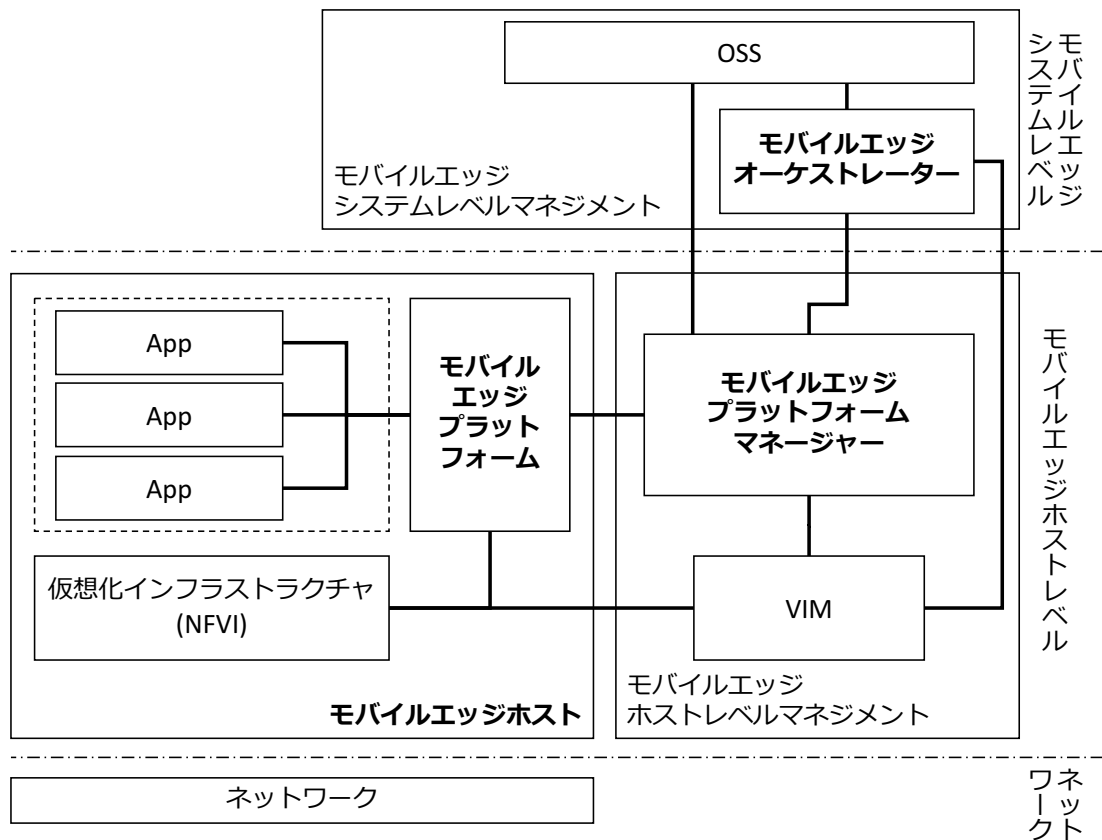 OSS
モバイルエッジ
オーケストレーター
モバイルエッジ
システムレベルマネジメント
モバイルエッジ
システムレベル
App
App
App
モバイル
エッジ
プラット
フォーム
モバイルエッジ
プラットフォーム
マネージャー
仮想化インフラストラクチャ
(NFVI)
VIM
モバイルエッジホスト
モバイルエッジ
ホストレベルマネジメント
モバイルエッジホストレベル
ネットワーク
ネット
ワーク